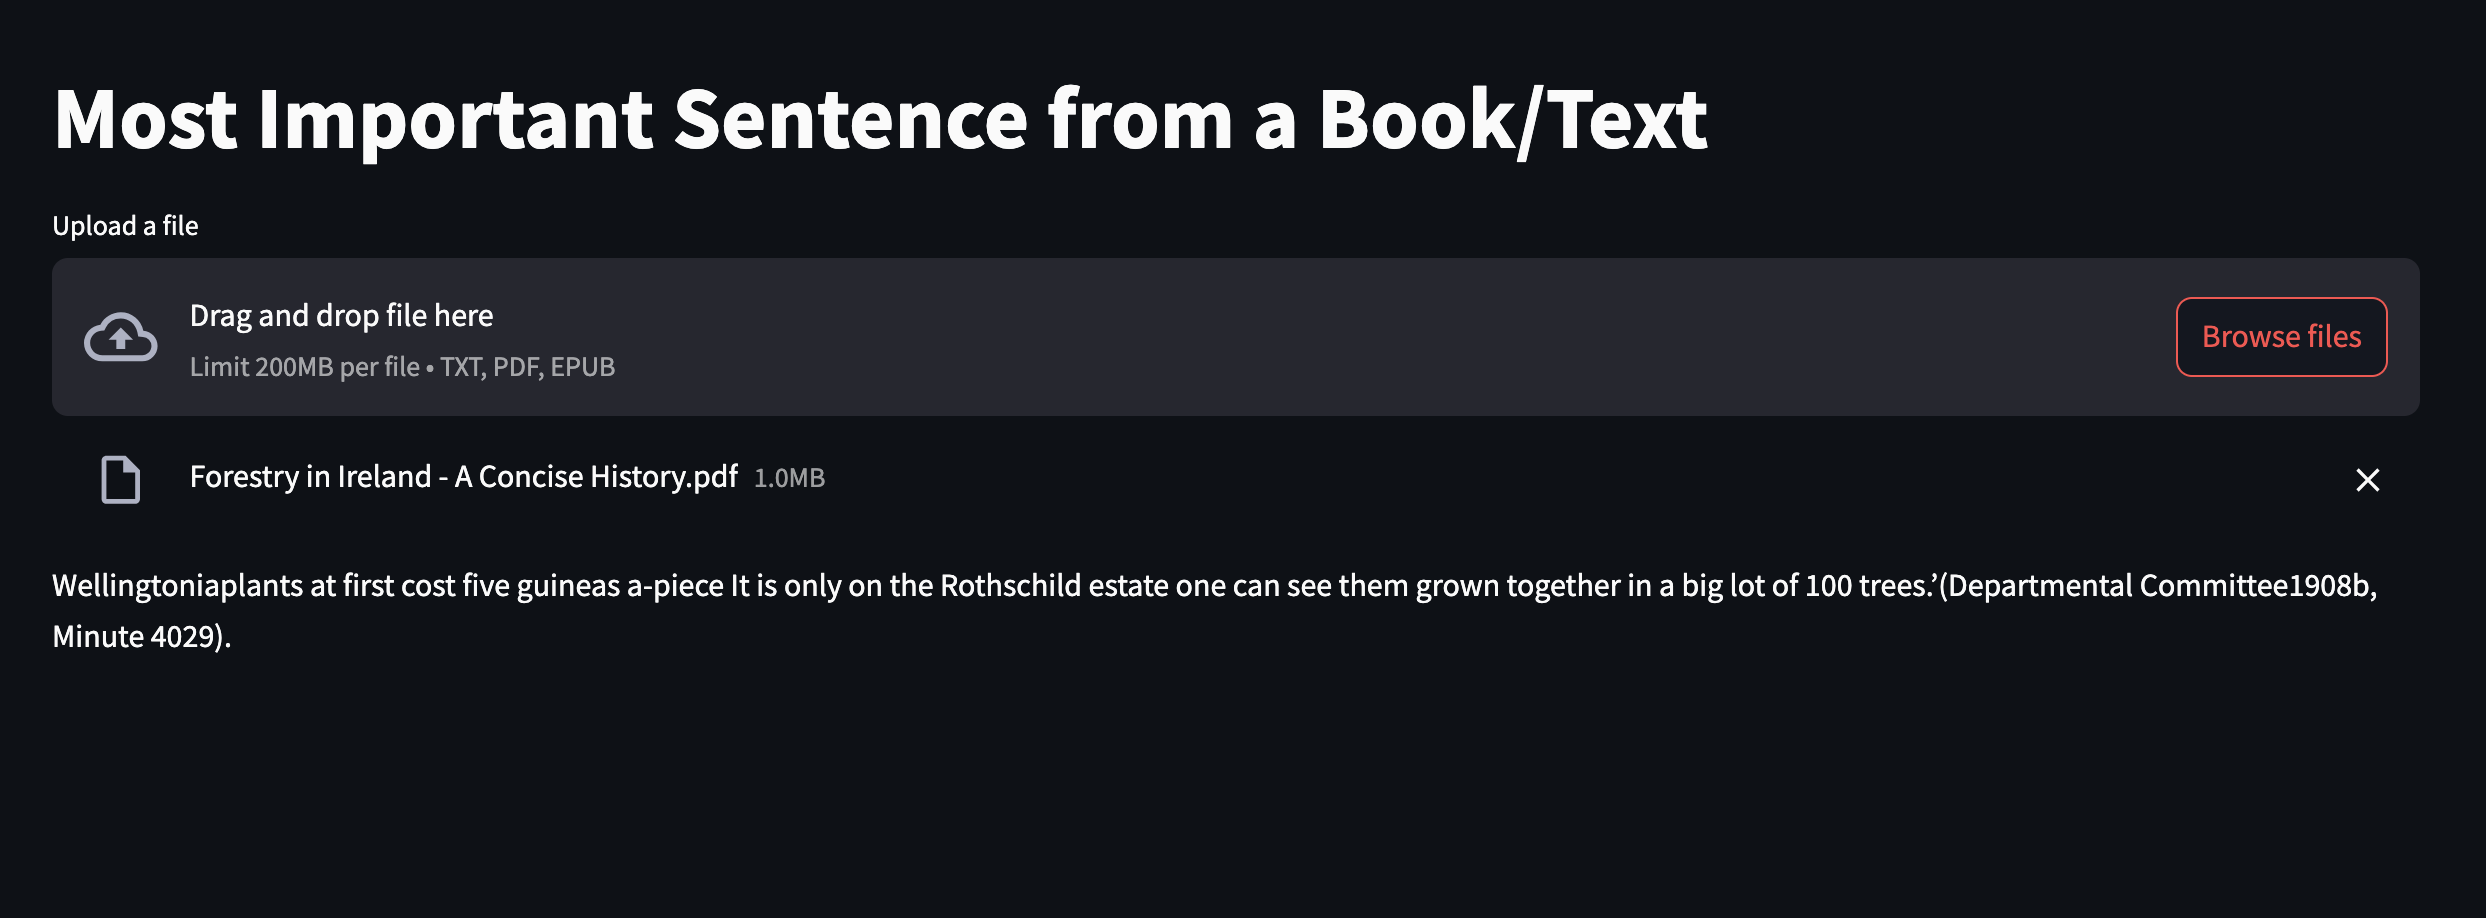 Most Important Sentence from a Book/Text
Upload a file
Drag and drop file here
Limit 200MB per file • TXT, PDF, EPUB
Browse files
Forestry in Ireland - A Concise History.pdf 1.0MB
Wellingtoniaplants at first cost five guineas a-piece It is only on the Rothschild estate one can see them grown together in a big lot of 100 trees.’(Departmental Committee1908b,
Minute 4029).